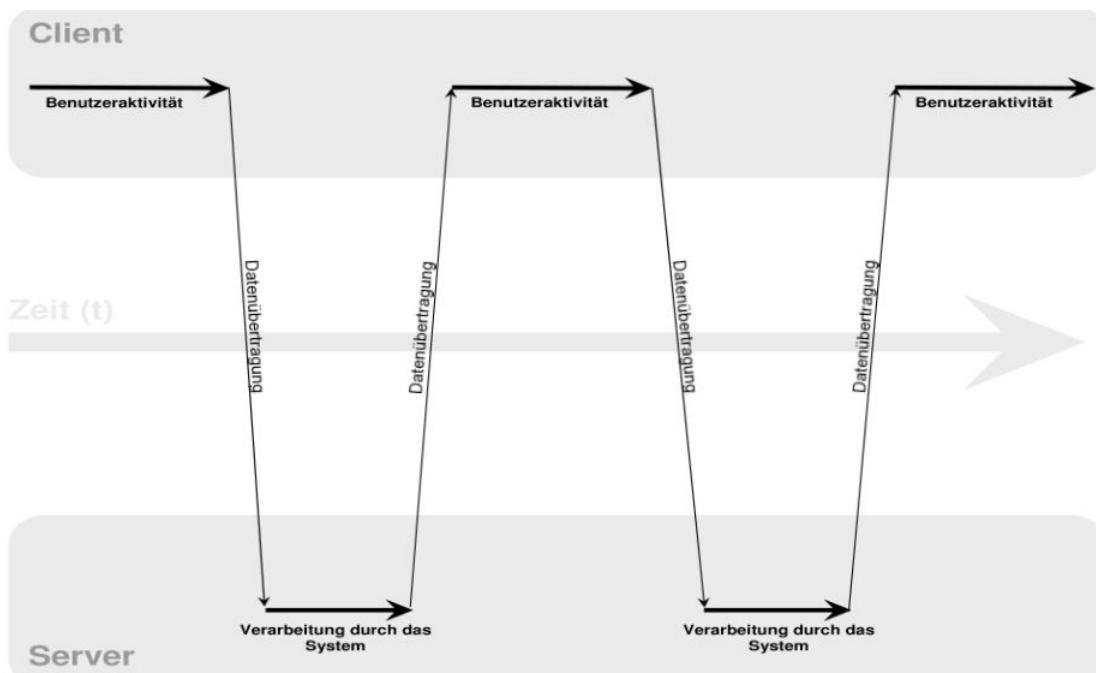 Client
Benutzeraktivität
Benutzeraktivität
Benutzeraktivität
Datenübertragung
Datenübertragung
Datenübertragung
Datenübertragung
Zeit (t)
Verarbeitung durch das
System
Verarbeitung durch das
System
Server